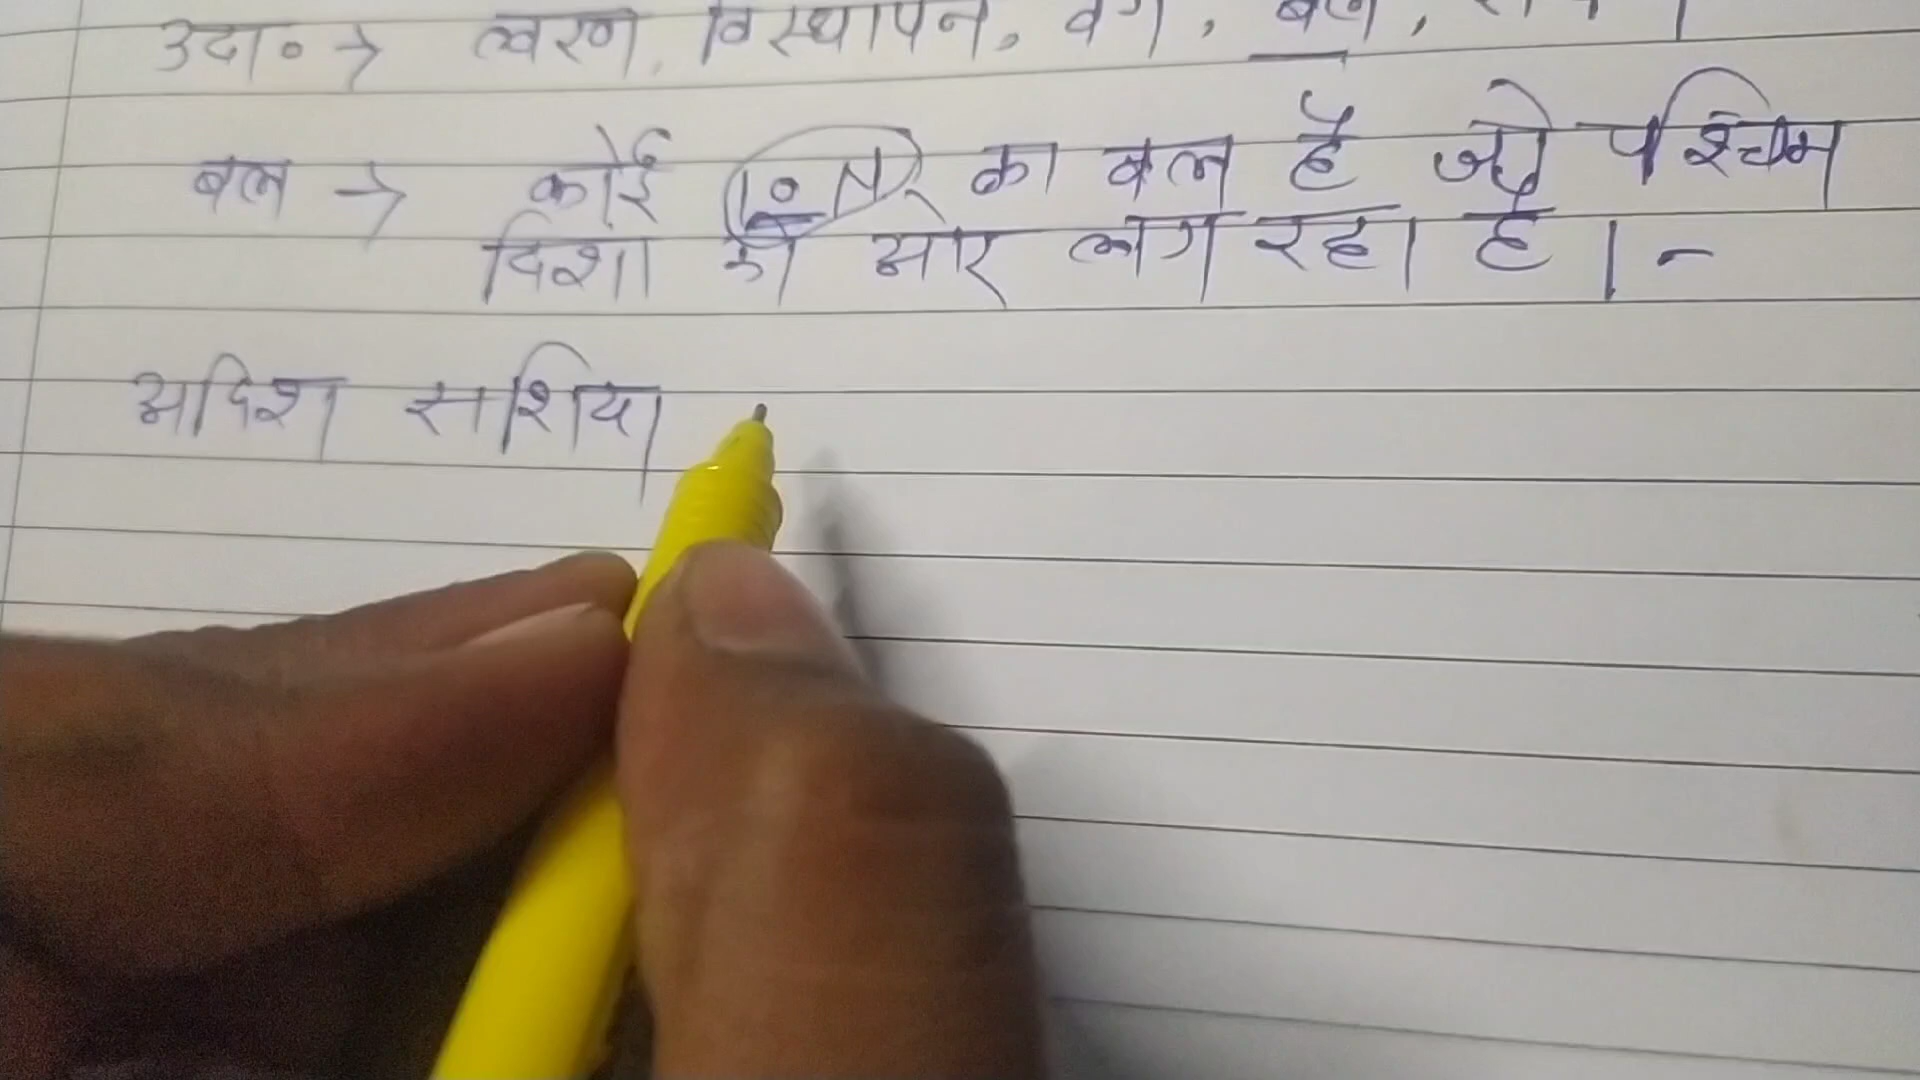 उदा० → त्वरण, विस्थापन, वेग, बल,
बल → कोई 10 N का बल है जो पश्चिम
दिशा की ओर लग रहा है। -
अदिश राशिया